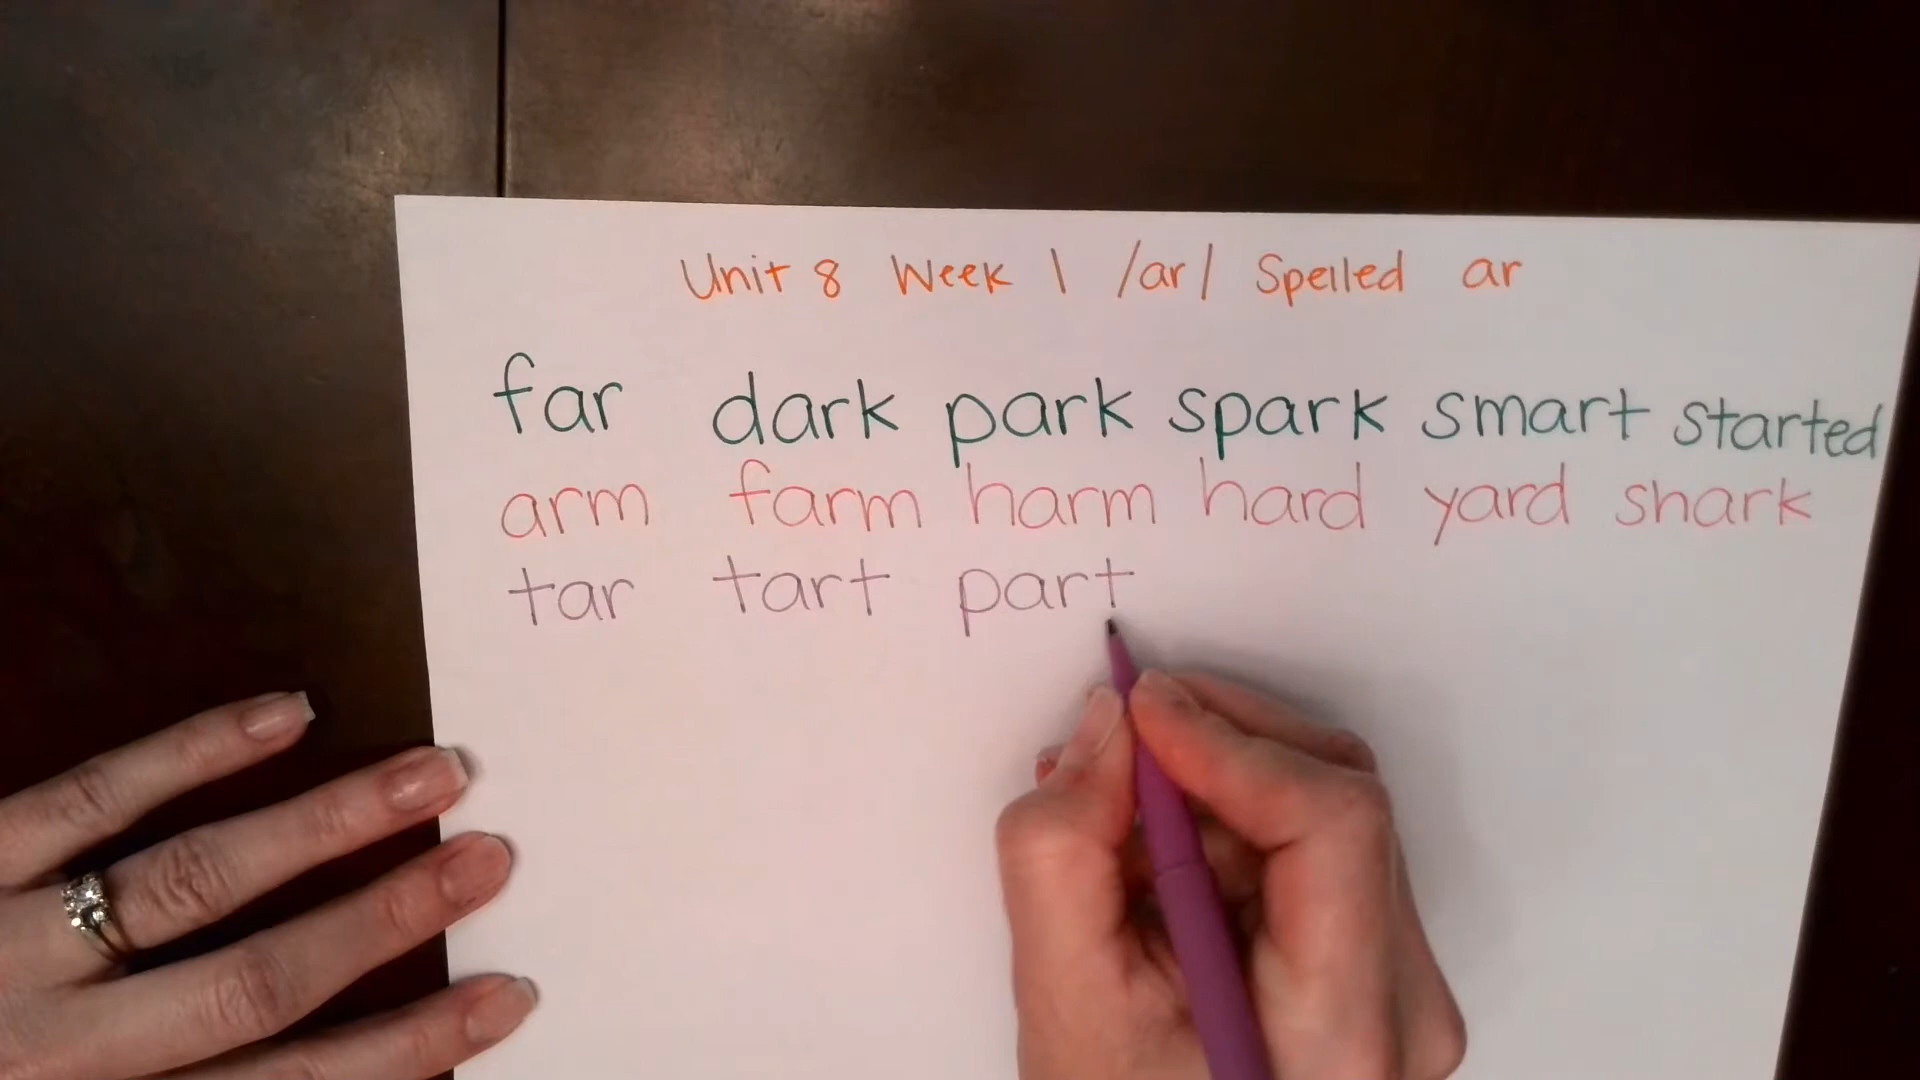 Unit 8 Week 1 /ar/ Spelled ar
far dark park spark smart started
arm farm harm hard yard shark
tar tart part